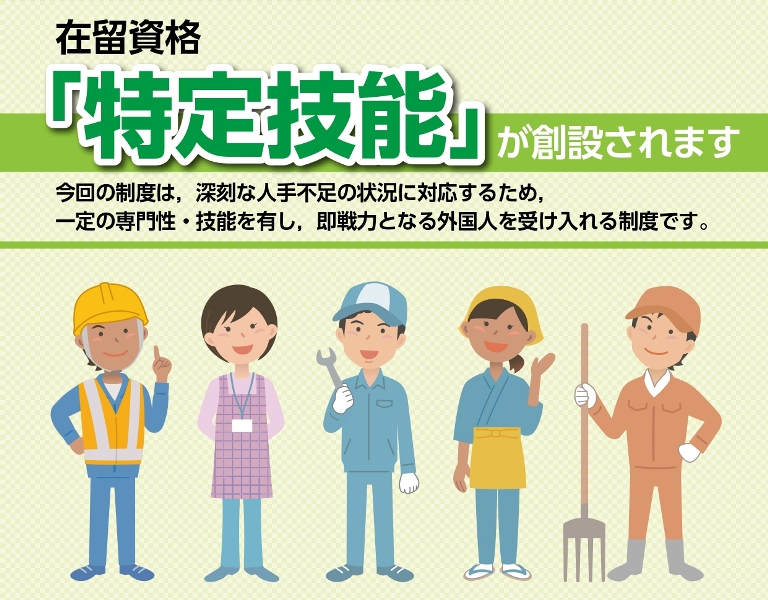 在留資格
「特定技能」が創設されます
今回の制度は，深刻な人手不足の状況に対応するため，
一定の専門性・技能を有し，即戦力となる外国人を受け入れる制度です。